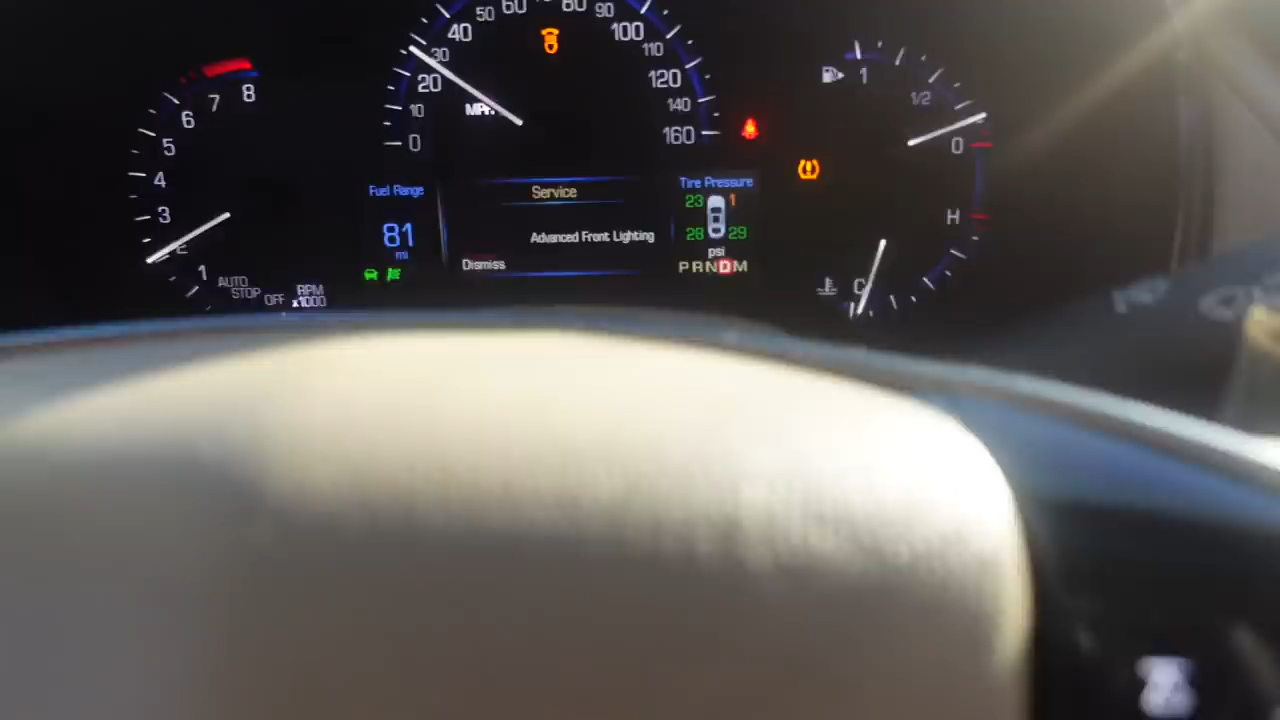 50 60 80 90
40 100
30 110
20 120
10 MPH 140
0 160
8
7
6
5
4
3
1
AUTO
STOP OFF RPM
x1000
Fuel Range
81
mi
Service
Advanced Front Lighting
Dismiss
Tire Pressure
23 1
28 29
psi
PRNDM
1
1/2
0
H
C